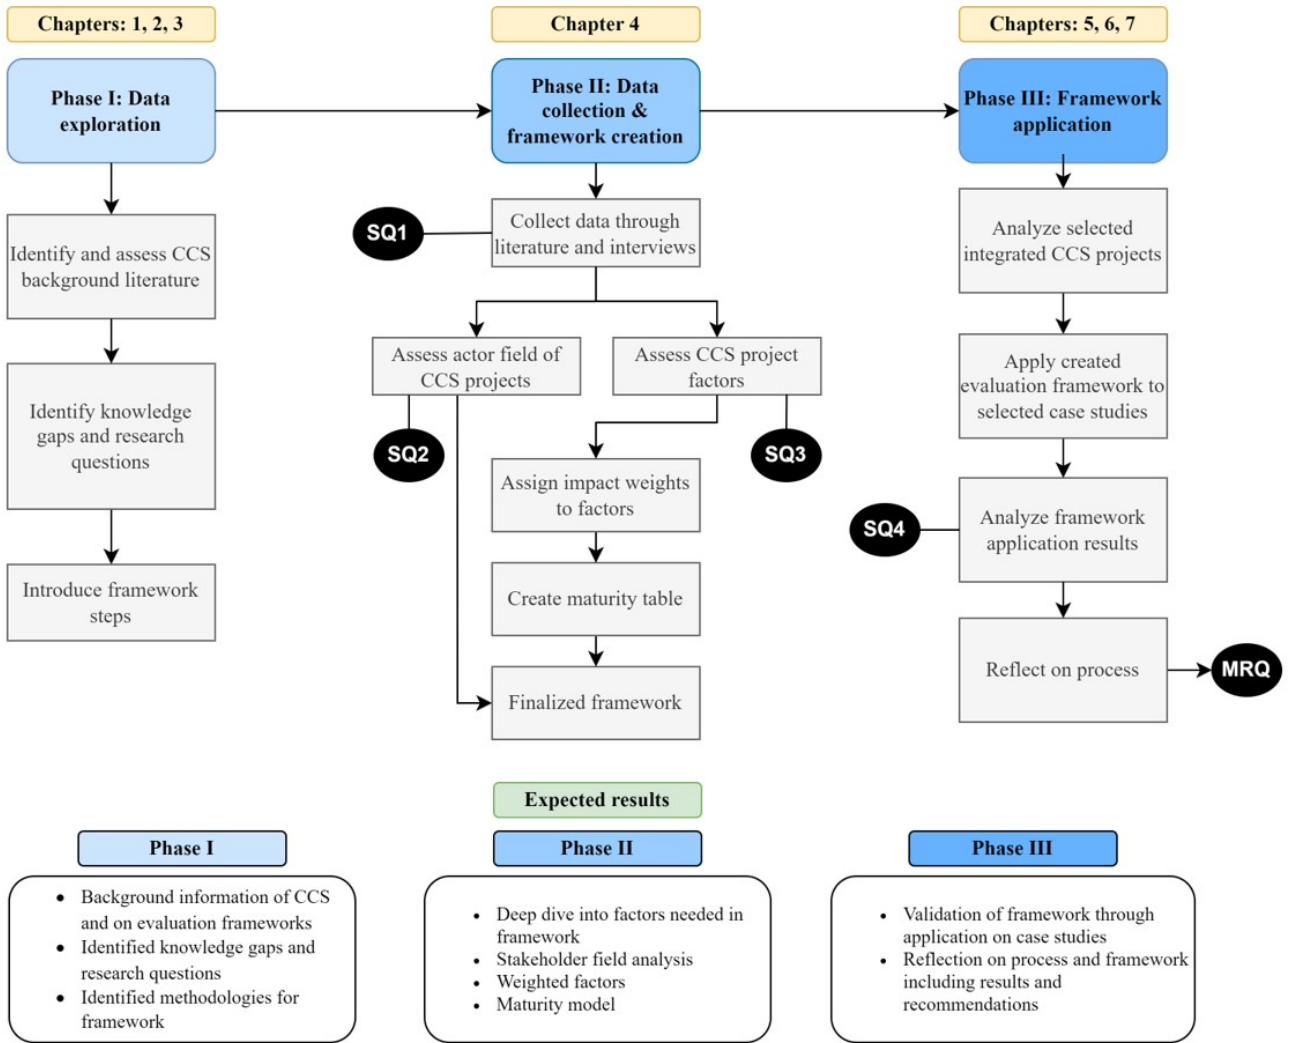 Chapters: 1, 2, 3
Phase I: Data
exploration
Identify and assess CCS
background literature
Identify knowledge
gaps and research
questions
Introduce framework
steps
Chapter 4
Phase II: Data
collection &
framework creation
SQ1
Collect data through
literature and interviews
Assess actor field of
CCS projects
Assess CCS project
factors
SQ2
SQ3
Assign impact weights
to factors
Create maturity table
Finalized framework
Chapters: 5, 6, 7
Phase III: Framework
application
Analyze selected
integrated CCS projects
Apply created
evaluation framework to
selected case studies
SQ4
Analyze framework
application results
Reflect on process
MRQ
Expected results
Phase I
• Background information of CCS
and on evaluation frameworks
• Identified knowledge gaps and
research questions
• Identified methodologies for
framework
Phase II
• Deep dive into factors needed in
framework
• Stakeholder field analysis
• Weighted factors
• Maturity model
Phase III
• Validation of framework through
application on case studies
• Reflection on process and framework
including results and
recommendations